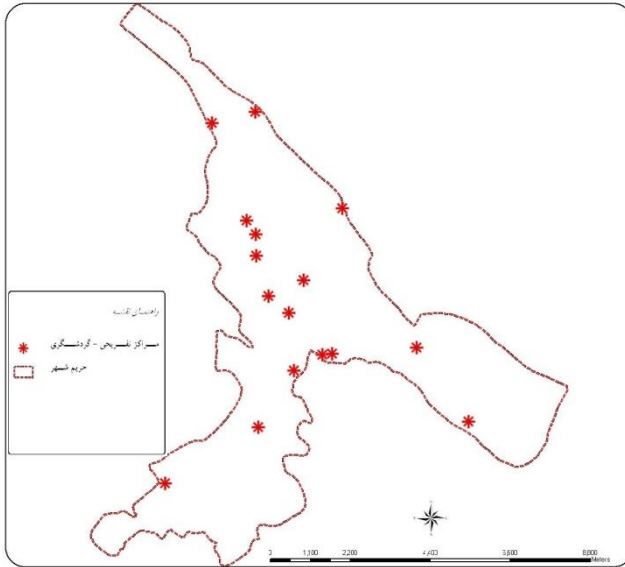 راهنمای نقشه
مراکز تفریحی - گردشگری
حریم شهر
0 1,100 2,200 4,400 6,600 8,800
Meters